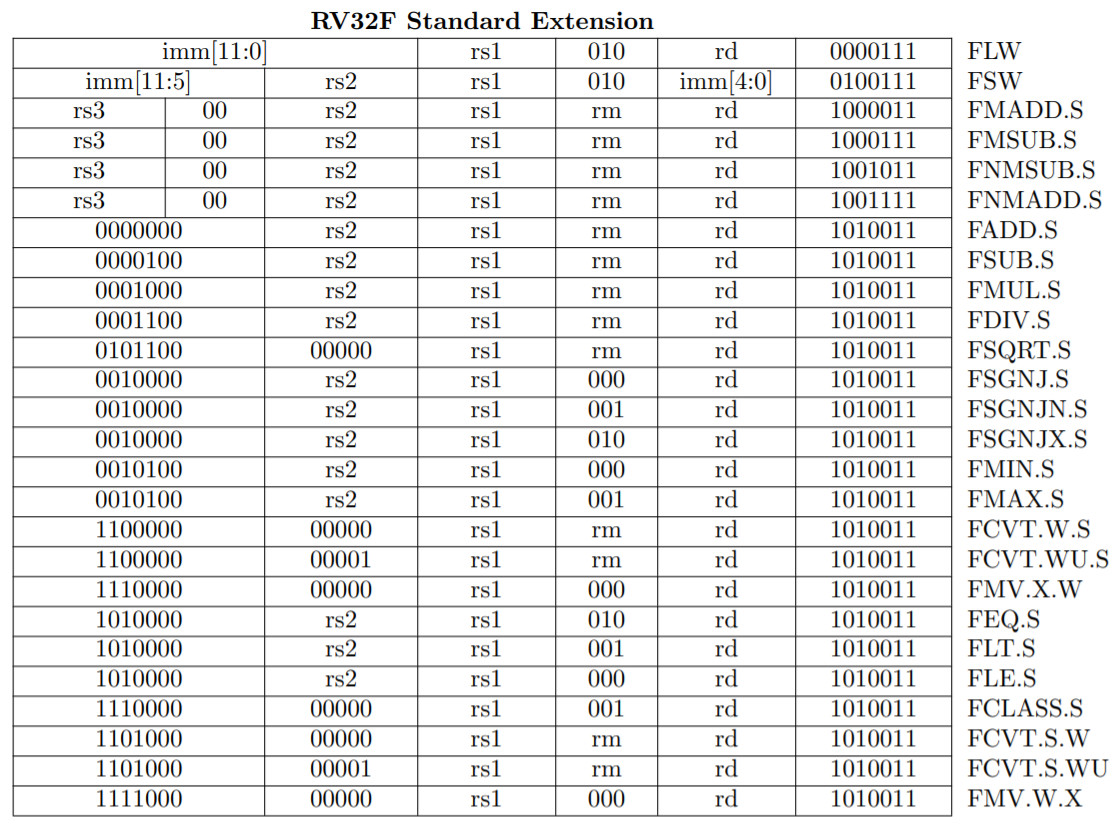 RV32F Standard Extension
imm[11:0] rs1 010 rd 0000111 FLW
imm[11:5] rs2 rs1 010 imm[4:0] 0100111 FSW
rs3 00 rs2 rs1 rm rd 1000011 FMADD.S
rs3 00 rs2 rs1 rm rd 1000111 FMSUB.S
rs3 00 rs2 rs1 rm rd 1001011 FNMSUB.S
rs3 00 rs2 rs1 rm rd 1001111 FNMADD.S
0000000 rs2 rs1 rm rd 1010011 FADD.S
0000100 rs2 rs1 rm rd 1010011 FSUB.S
0001000 rs2 rs1 rm rd 1010011 FMUL.S
0001100 rs2 rs1 rm rd 1010011 FDIV.S
0101100 00000 rs1 rm rd 1010011 FSQRT.S
0010000 rs2 rs1 000 rd 1010011 FSGNJ.S
0010000 rs2 rs1 001 rd 1010011 FSGNJN.S
0010000 rs2 rs1 010 rd 1010011 FSGNJX.S
0010100 rs2 rs1 000 rd 1010011 FMIN.S
0010100 rs2 rs1 001 rd 1010011 FMAX.S
1100000 00000 rs1 rm rd 1010011 FCVT.W.S
1100000 00001 rs1 rm rd 1010011 FCVT.WU.S
1110000 00000 rs1 000 rd 1010011 FMV.X.W
1010000 rs2 rs1 010 rd 1010011 FEQ.S
1010000 rs2 rs1 001 rd 1010011 FLT.S
1010000 rs2 rs1 000 rd 1010011 FLE.S
1110000 00000 rs1 001 rd 1010011 FCLASS.S
1101000 00000 rs1 rm rd 1010011 FCVT.S.W
1101000 00001 rs1 rm rd 1010011 FCVT.S.WU
1111000 00000 rs1 000 rd 1010011 FMV.W.X